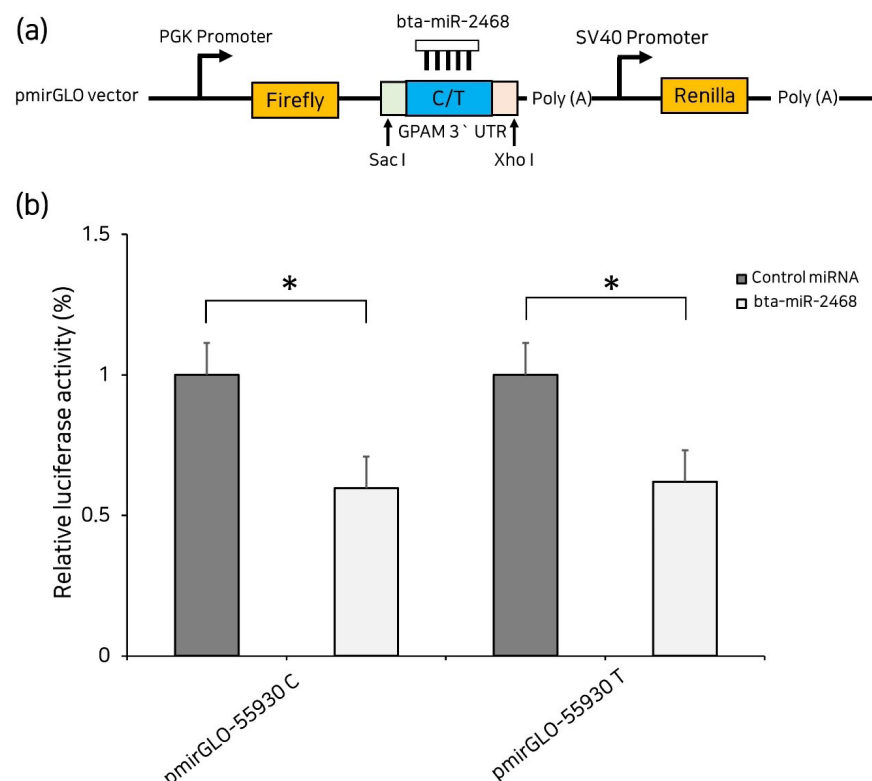 (a)
bta-miR-2468
PGK Promoter
SV40 Promoter
pmirGLO vector
Firefly
C/T
Poly (A)
Renilla
Poly (A)
GPAM 3` UTR
Sac I
Xho I
(b)
Relative luciferase activity (%)
1.5
1
0.5
0
*
*
Control miRNA
bta-miR-2468
pmirGLO-55930 C
pmirGLO-55930 T